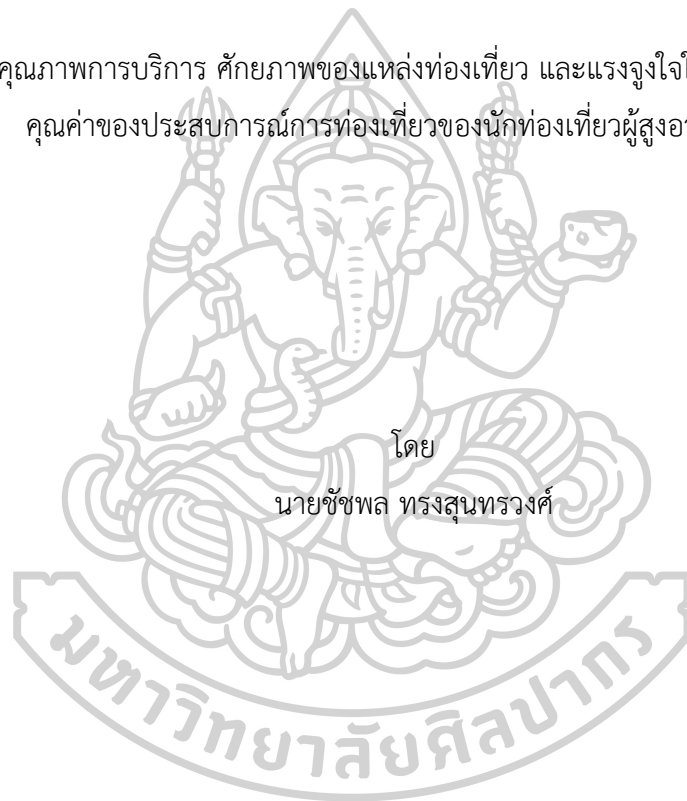 คุณภาพการบริการ ศักยภาพของแหล่งท่องเที่ยว และแรงจูงใจ
คุณค่าของประสบการณ์การท่องเที่ยวของนักท่องเที่ยว
โดย
นายชัชพล ทรงสุนทรวงศ์
มหาวิทยาลัยศิลปากร